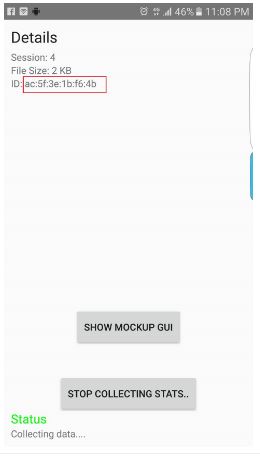 46% 11:08 PM
Details
Session: 4
File Size: 2 KB
ID: ac:5f:3e:1b:f6:4b
SHOW MOCKUP GUI
STOP COLLECTING STATS..
Status
Collecting data....